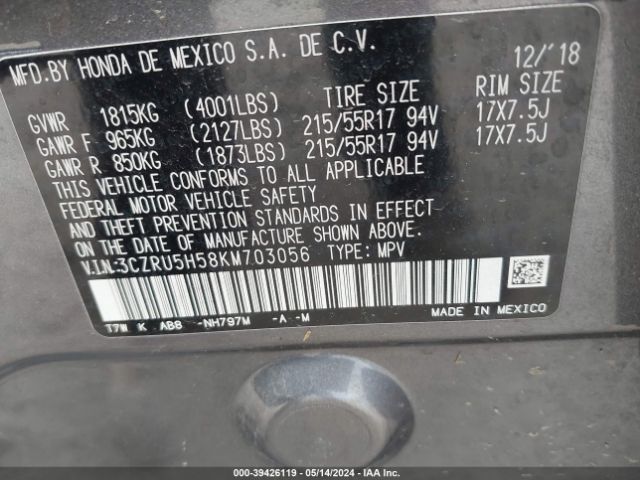 MFD.BY HONDA DE MEXICO S.A. DE C.V. 12/'18
GVWR 1815KG (4001LBS) TIRE SIZE RIM SIZE
GAWR F 965KG (2127LBS) 215/55R17 94V 17X7.5J
GAWR R 850KG (1873LBS) 215/55R17 94V 17X7.5J
THIS VEHICLE CONFORMS TO ALL APPLICABLE
FEDERAL MOTOR VEHICLE SAFETY
AND THEFT PREVENTION STANDARDS IN EFFECT
ON THE DATE OF MANUFACTURE SHOWN ABOVE.
V.I.N.:3CZRU5H58KM703056 TYPE: MPV
T7W K AB8 -NH797M -A -M MADE IN MEXICO
000-39426119 - 05/14/2024 - IAA Inc.